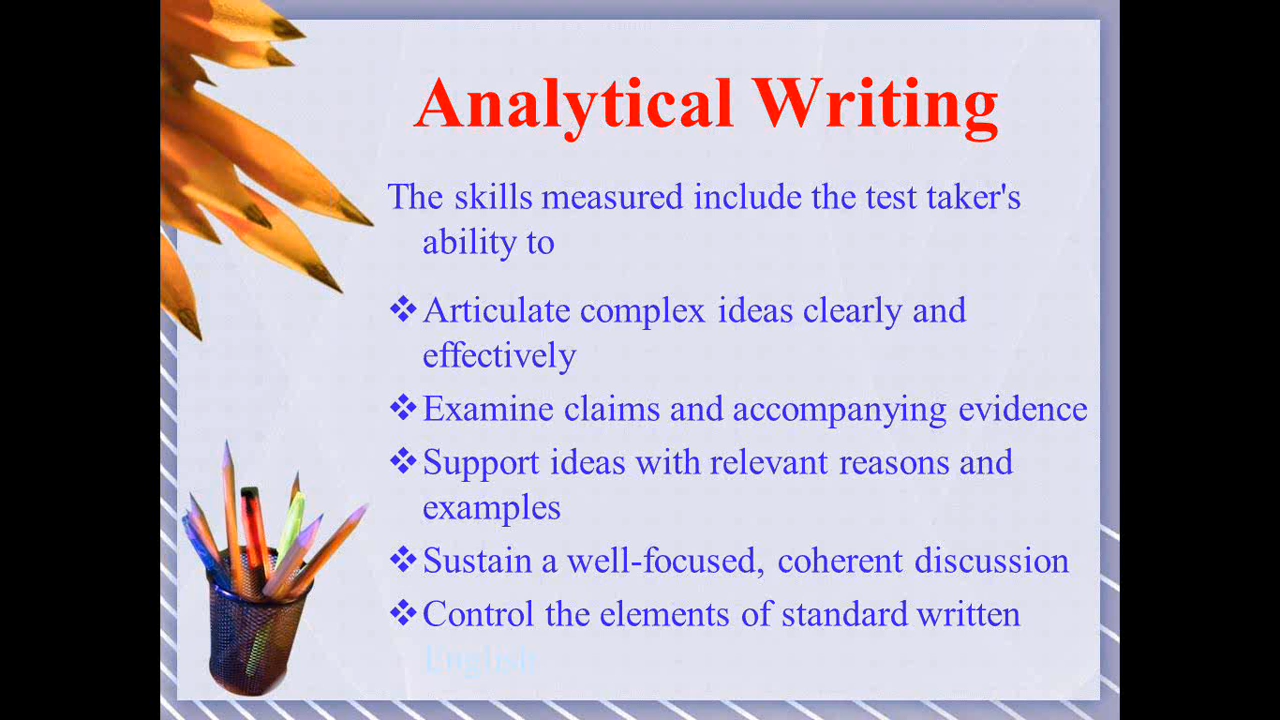 Analytical Writing
The skills measured include the test taker's
ability to
❖Articulate complex ideas clearly and
effectively
❖Examine claims and accompanying evidence
❖Support ideas with relevant reasons and
examples
❖Sustain a well-focused, coherent discussion
❖Control the elements of standard written
English